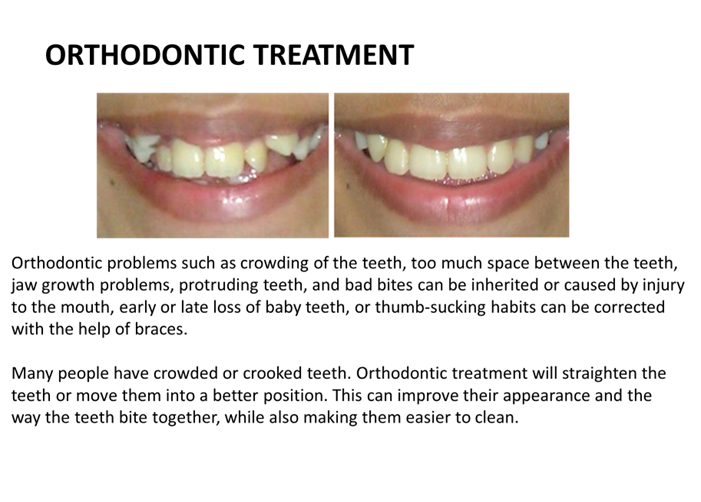 ORTHODONTIC TREATMENT
Orthodontic problems such as crowding of the teeth, too much space between the teeth,
jaw growth problems, protruding teeth, and bad bites can be inherited or caused by injury
to the mouth, early or late loss of baby teeth, or thumb-sucking habits can be corrected
with the help of braces.
Many people have crowded or crooked teeth. Orthodontic treatment will straighten the
teeth or move them into a better position. This can improve their appearance and the
way the teeth bite together, while also making them easier to clean.